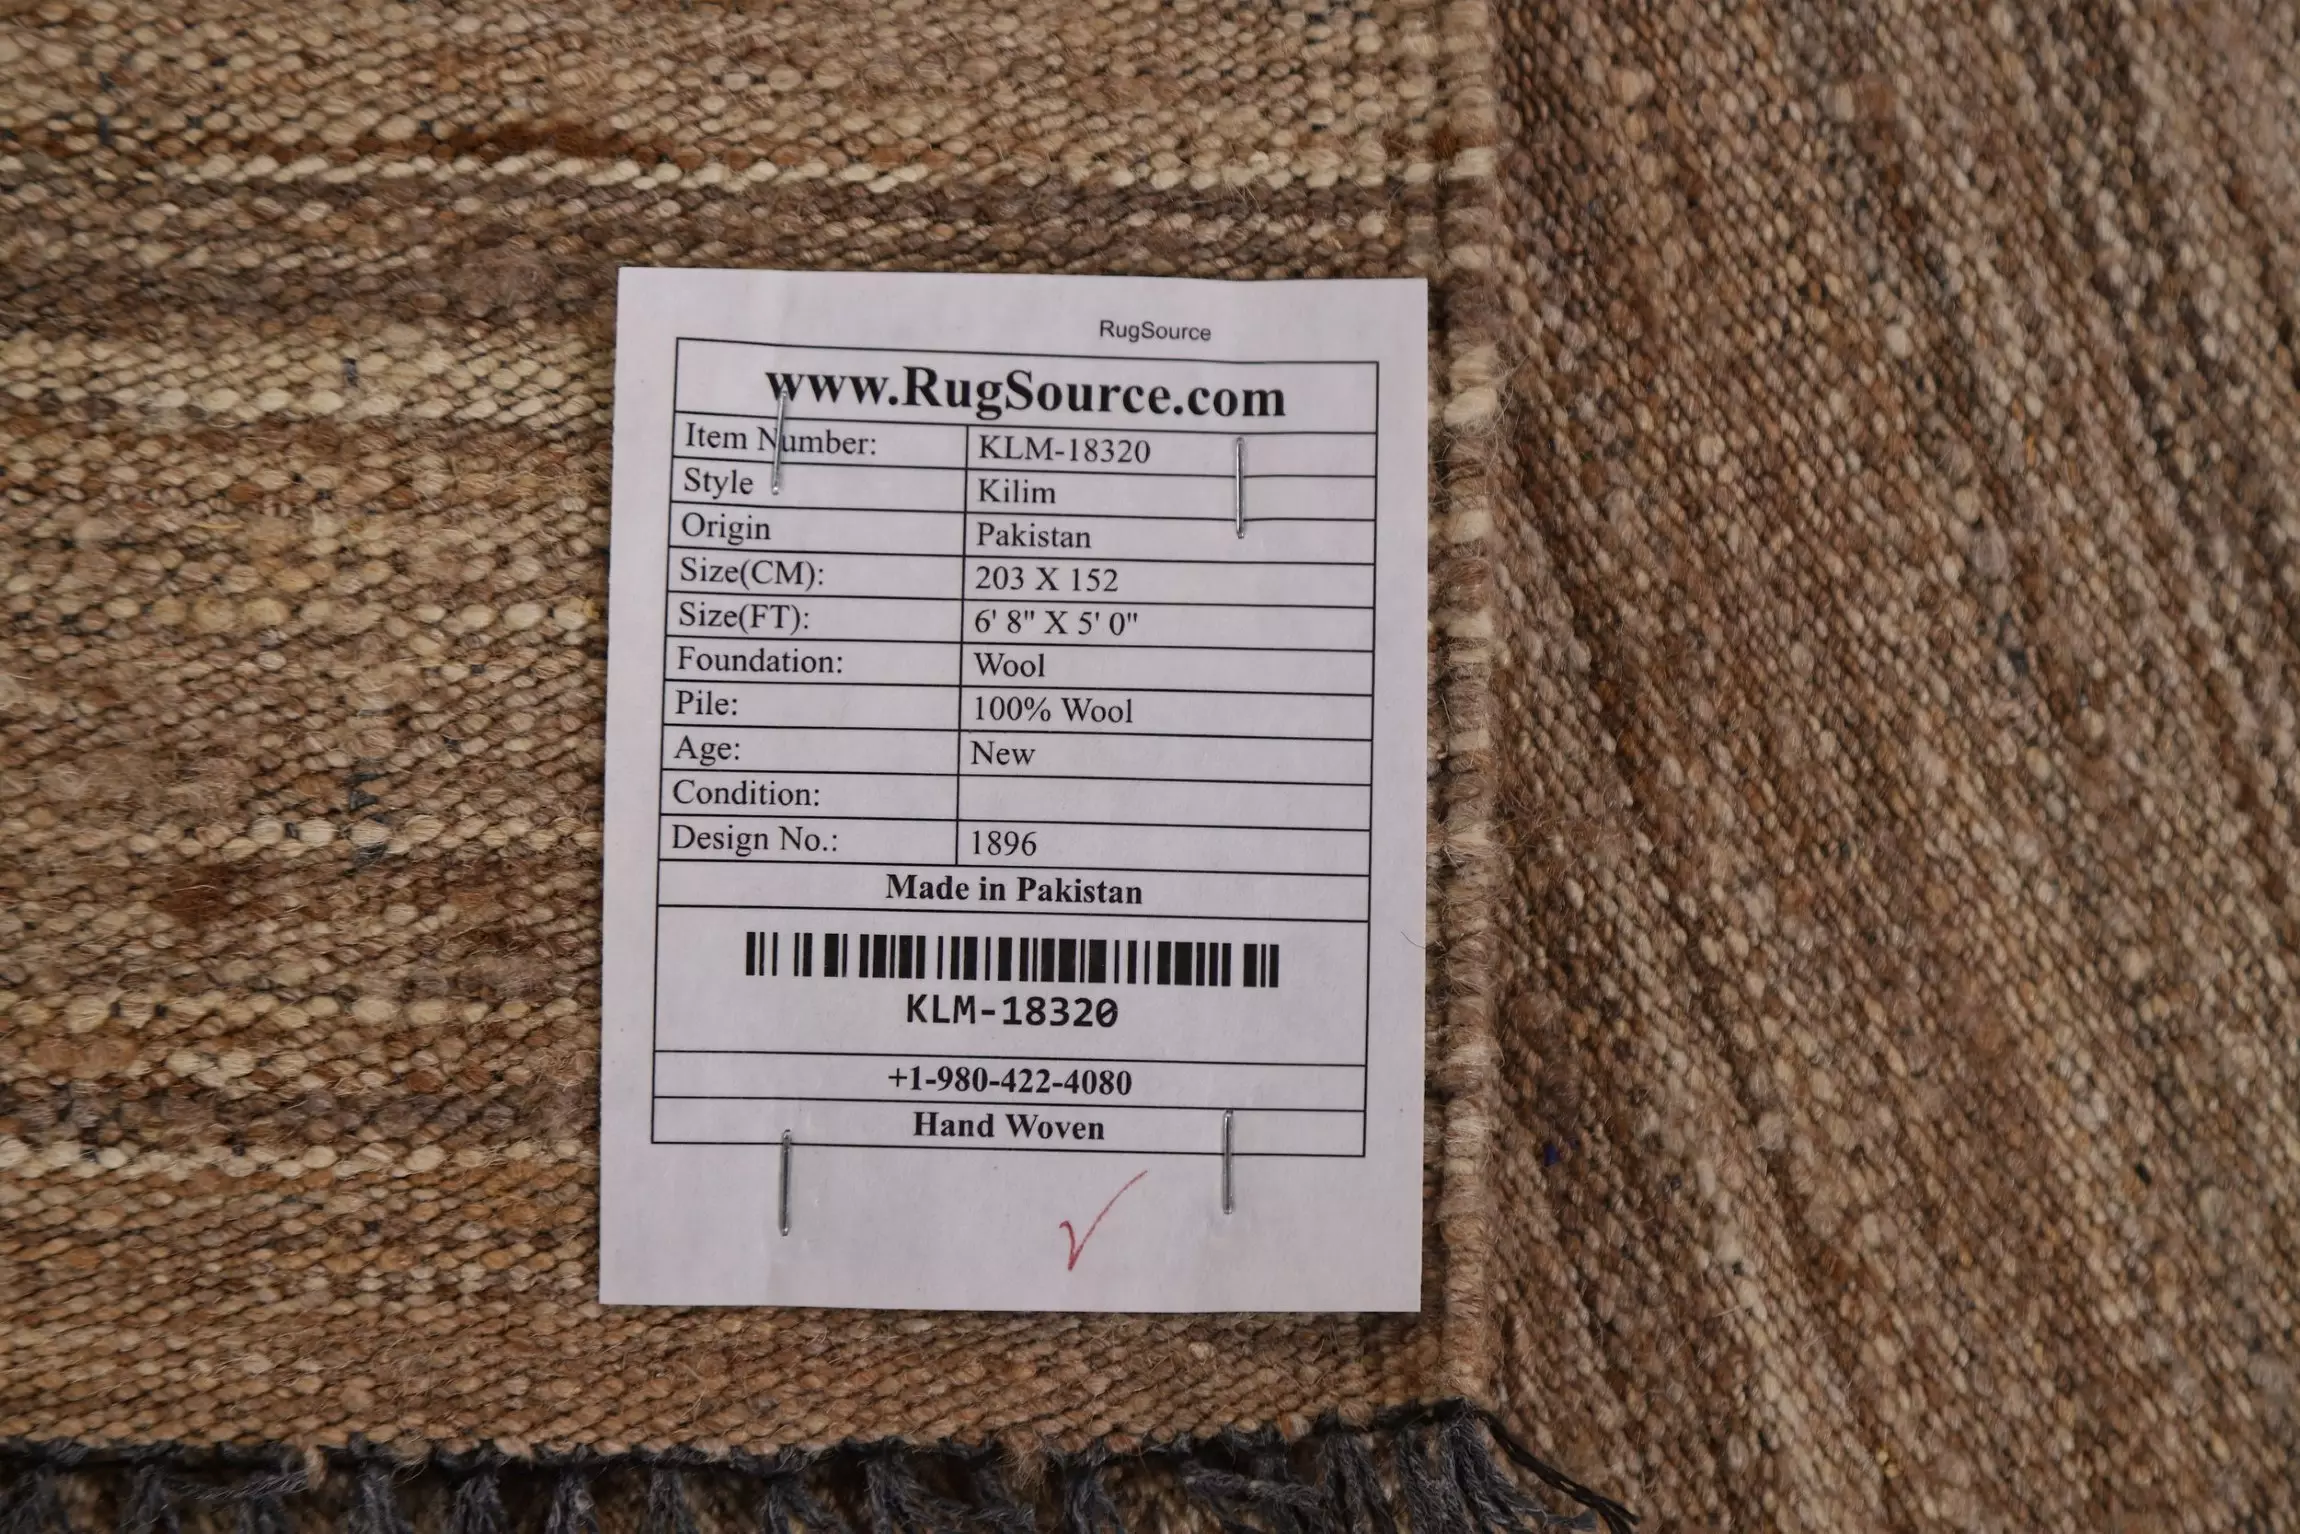 RugSource
www.RugSource.com
Item Number: KLM-18320
Style Kilim
Origin Pakistan
Size(CM): 203 X 152
Size(FT): 6' 8" X 5' 0"
Foundation: Wool
Pile: 100% Wool
Age: New
Condition:
Design No.: 1896
Made in Pakistan
KLM-18320
+1-980-422-4080
Hand Woven